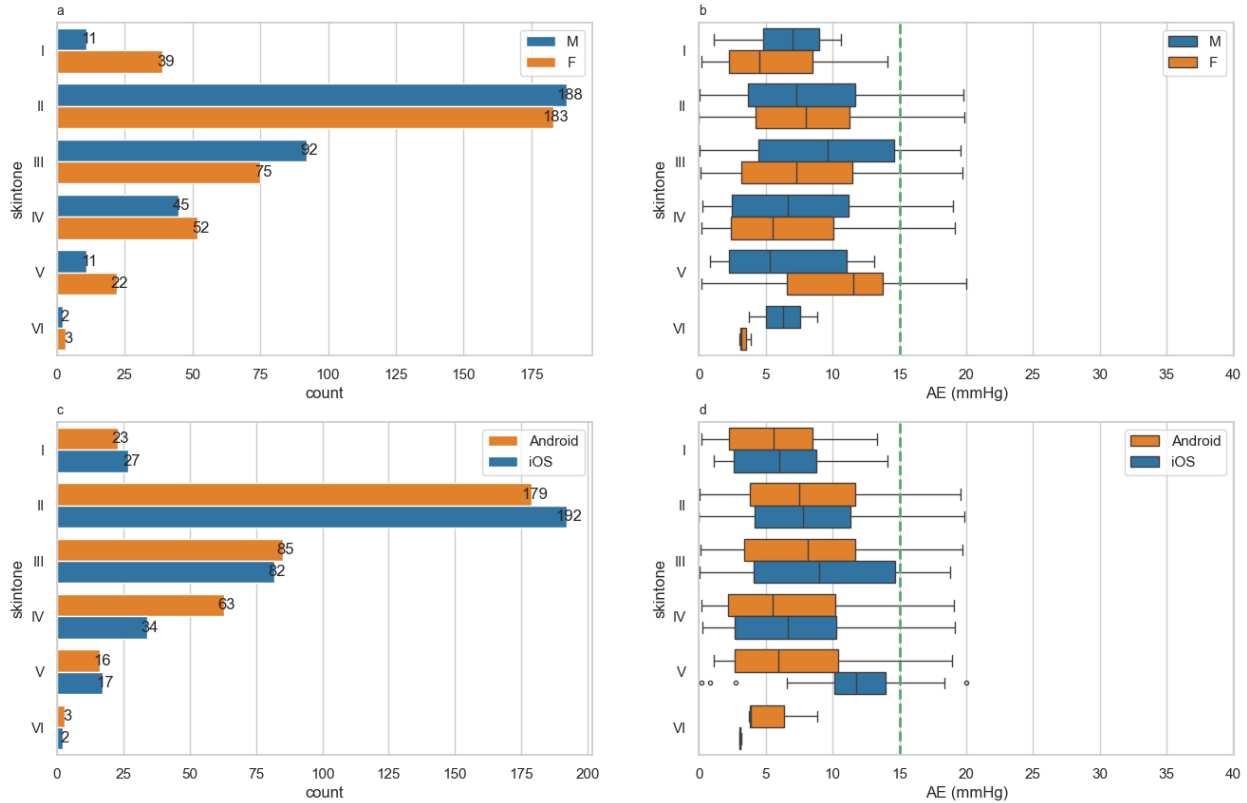 a
I
II
III
IV
V
VI
skintone
11
39
188
183
92
75
45
52
11
22
2
3
M
F
0 25 50 75 100 125 150 175
count
b
I
II
III
IV
V
VI
skintone
M
F
0 5 10 15 20 25 30 35 40
AE (mmHg)
c
I
II
III
IV
V
VI
skintone
23
27
179
192
85
82
63
34
16
17
3
2
Android
iOS
0 25 50 75 100 125 150 175 200
count
d
I
II
III
IV
V
VI
skintone
Android
iOS
0 5 10 15 20 25 30 35 40
AE (mmHg)